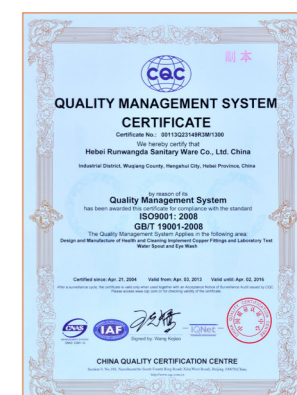 副本
CQC
QUALITY MANAGEMENT SYSTEM
CERTIFICATE
Certificate No.: 00113Q23149R3M/1300
We hereby certify that
Hebei Runwangda Sanitary Ware Co., Ltd. China
Industrial District, Wuqiang County, Hengshui City, Hebei Province, China
by reason of its
Quality Management System
has been awarded this certificate for compliance with the standard
ISO9001: 2008
GB/T 19001-2008
The Quality Management System Applies in the following area:
Design and Manufacture of Health and Cleaning Implement Copper Fittings and Laboratory Test
Water Spout and Eye Wash
Certified since: Apr. 21, 2004 Valid from: Apr. 03, 2013 Valid until: Apr. 02, 2016
CNAS
IAF
Signed by: Wang Kejiao
IQNet
CHINA QUALITY CERTIFICATION CENTRE